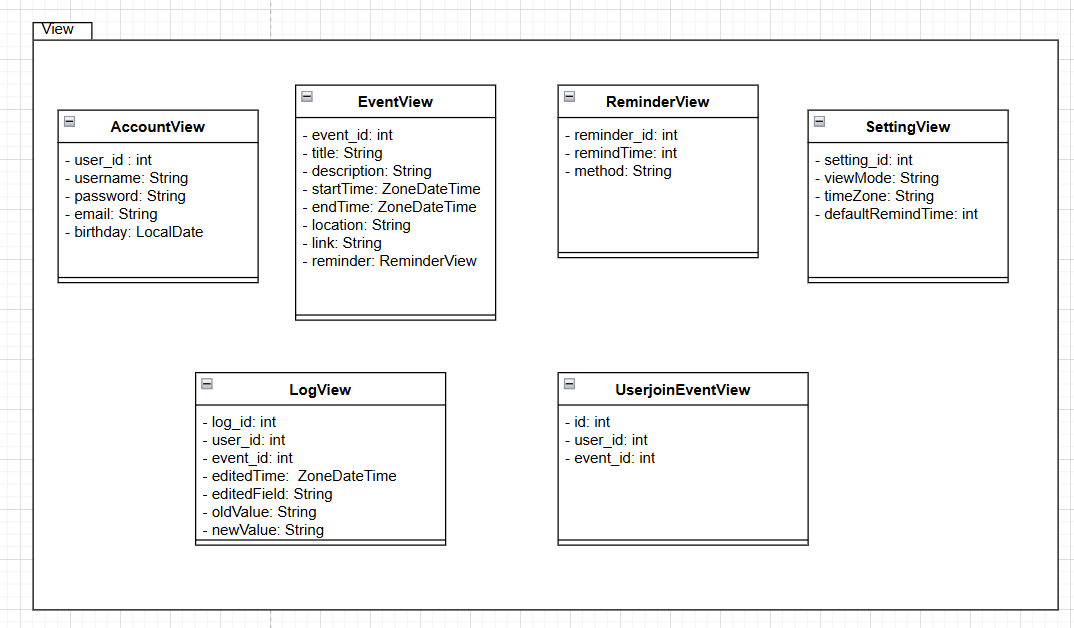 View
AccountView
- user_id : int
- username: String
- password: String
- email: String
- birthday: LocalDate
EventView
- event_id: int
- title: String
- description: String
- startTime: ZoneDateTime
- endTime: ZoneDateTime
- location: String
- link: String
- reminder: ReminderView
ReminderView
- reminder_id: int
- remindTime: int
- method: String
SettingView
- setting_id: int
- viewMode: String
- timeZone: String
- defaultRemindTime: int
LogView
- log_id: int
- user_id: int
- event_id: int
- editedTime:  ZoneDateTime
- editedField: String
- oldValue: String
- newValue: String
UserjoinEventView
- id: int
- user_id: int
- event_id: int